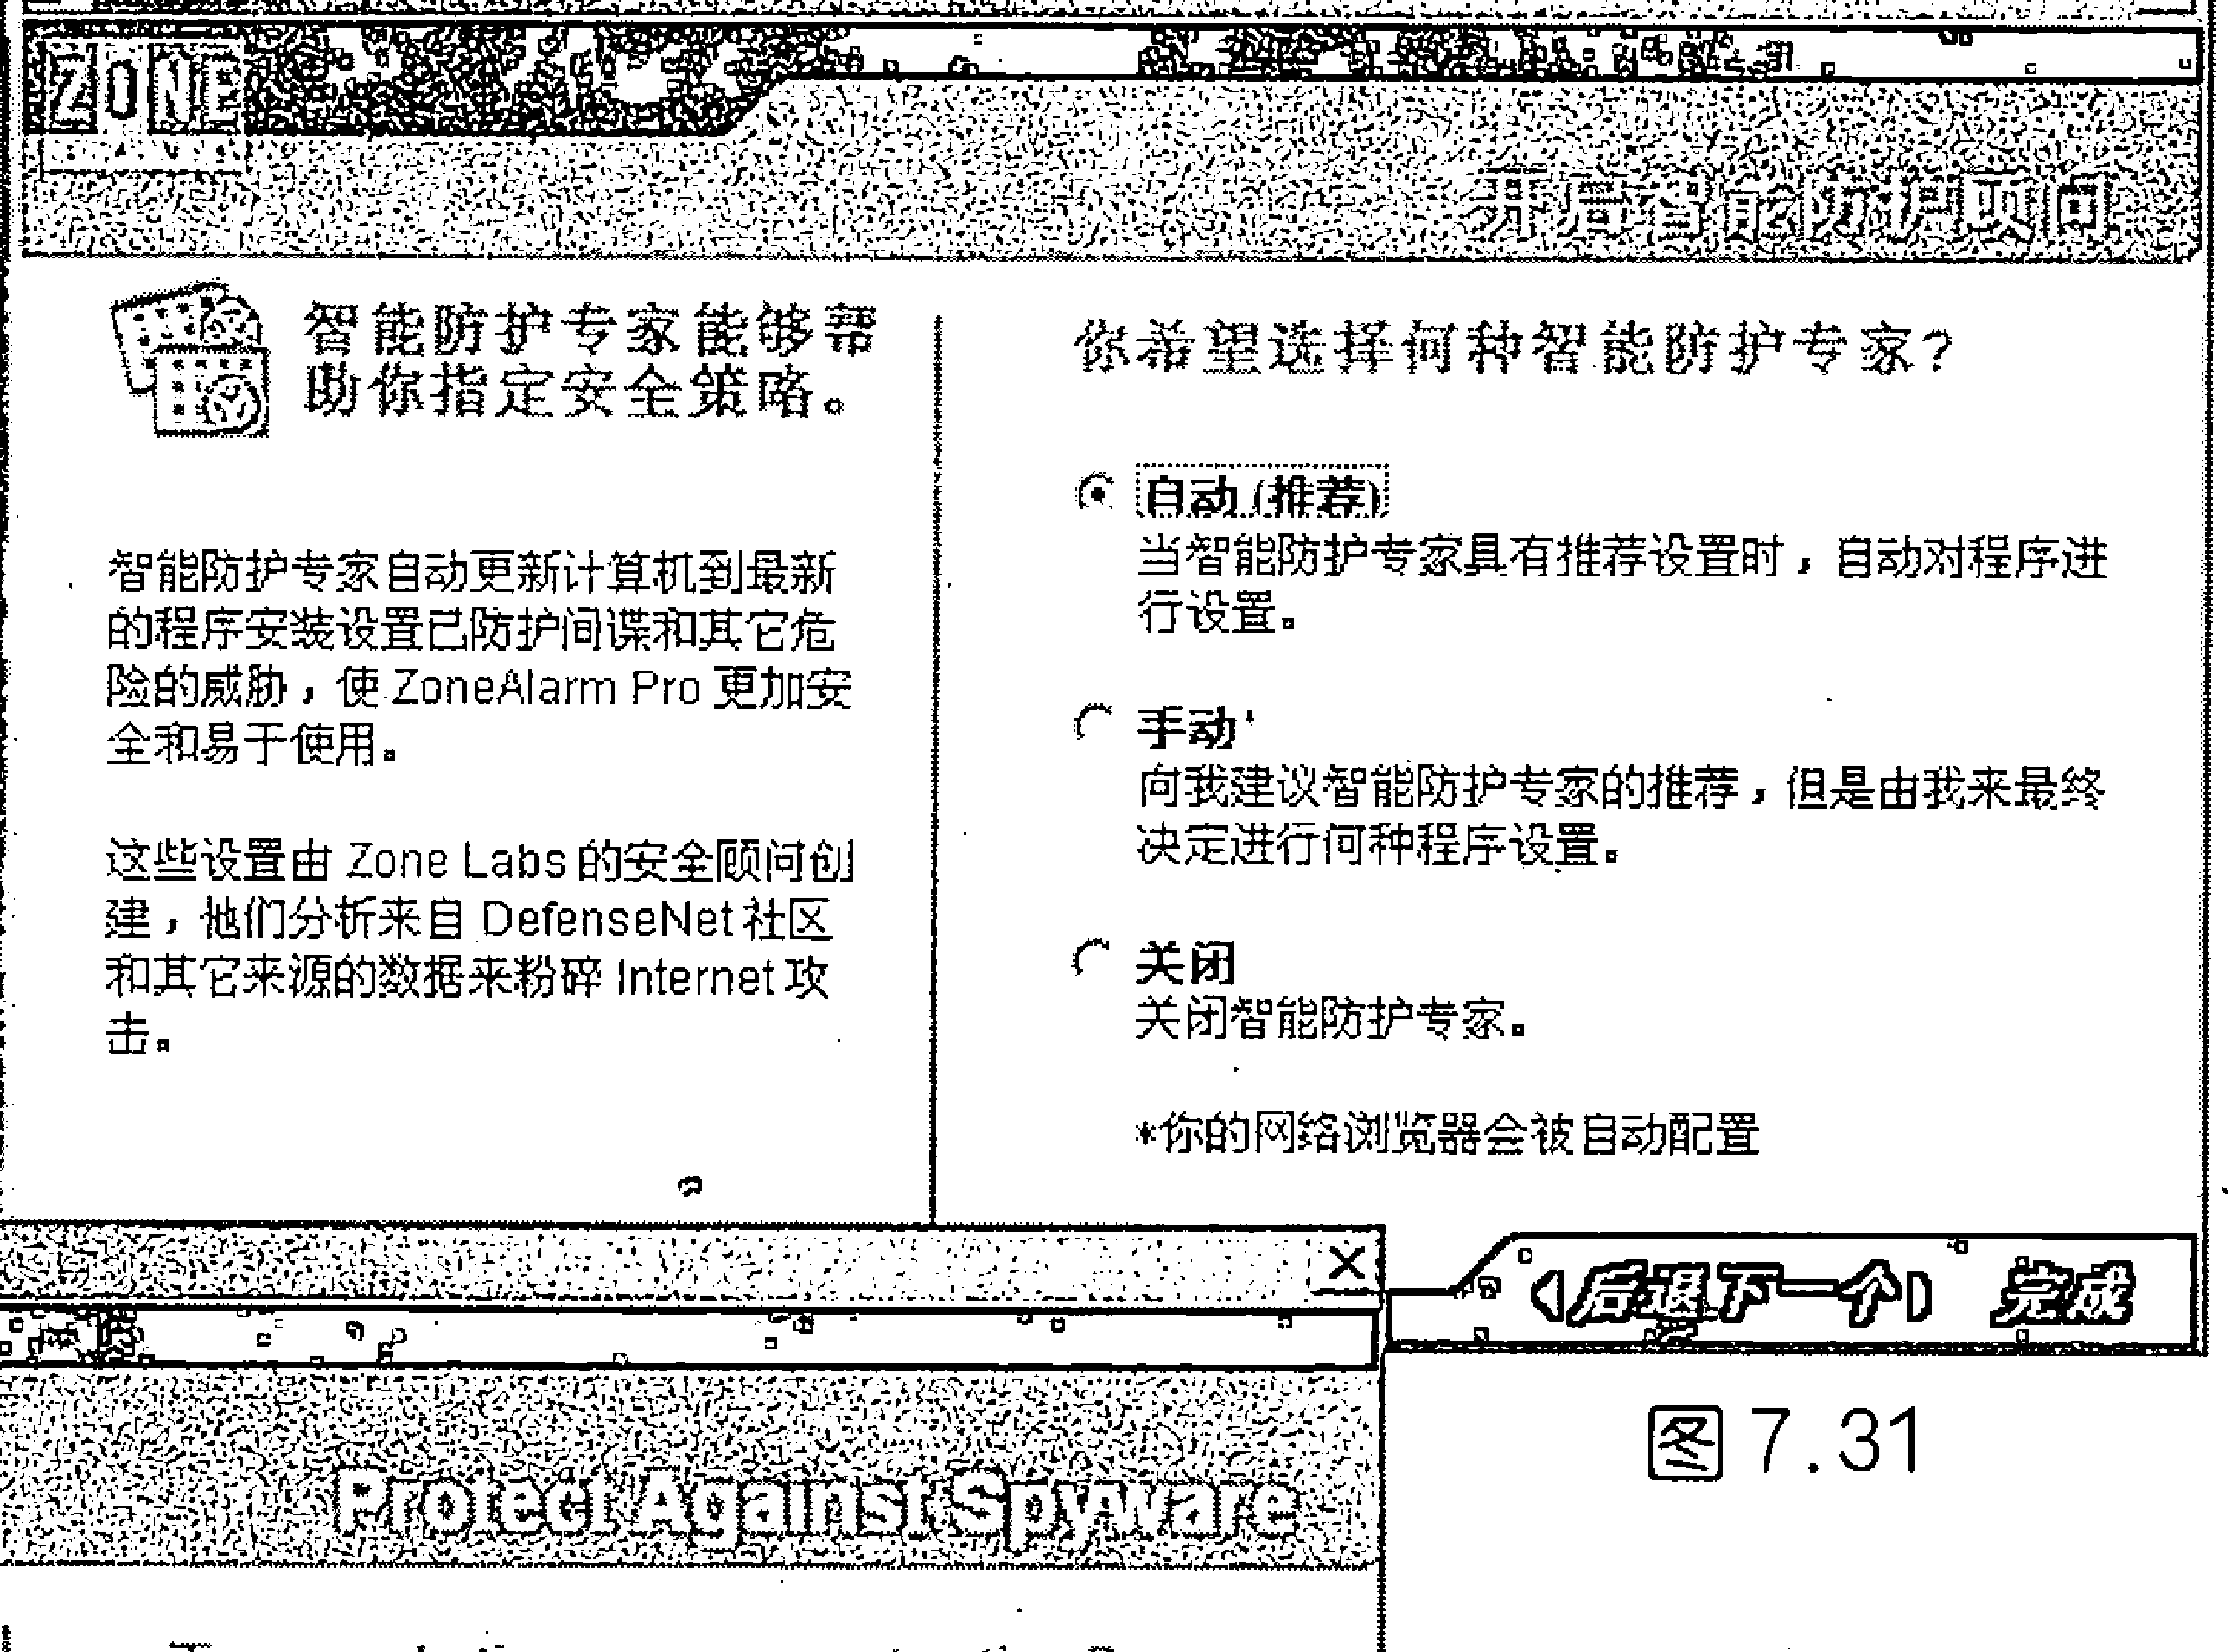 ZONE
开启智能防护顾问
智能防护专家能够帮
助你指定安全策略。
智能防护专家自动更新计算机到最新
的程序安装设置已防护间谍和其它危
险的威胁，使 ZoneAlarm Pro 更加安
全和易于使用。
这些设置由 Zone Labs 的安全顾问创
建，他们分析来自 DefenseNet 社区
和其它来源的数据来粉碎 Internet 攻
击。
你希望选择何种智能防护专家?
自动 (推荐)
当智能防护专家具有推荐设置时，自动对程序进
行设置。
手动*
向我建议智能防护专家的推荐，但是由我来最终
决定进行何种程序设置。
关闭
关闭智能防护专家。
*你的网络浏览器会被自动配置
后退 下一个 完成
图 7.31
Protect Against Spyware